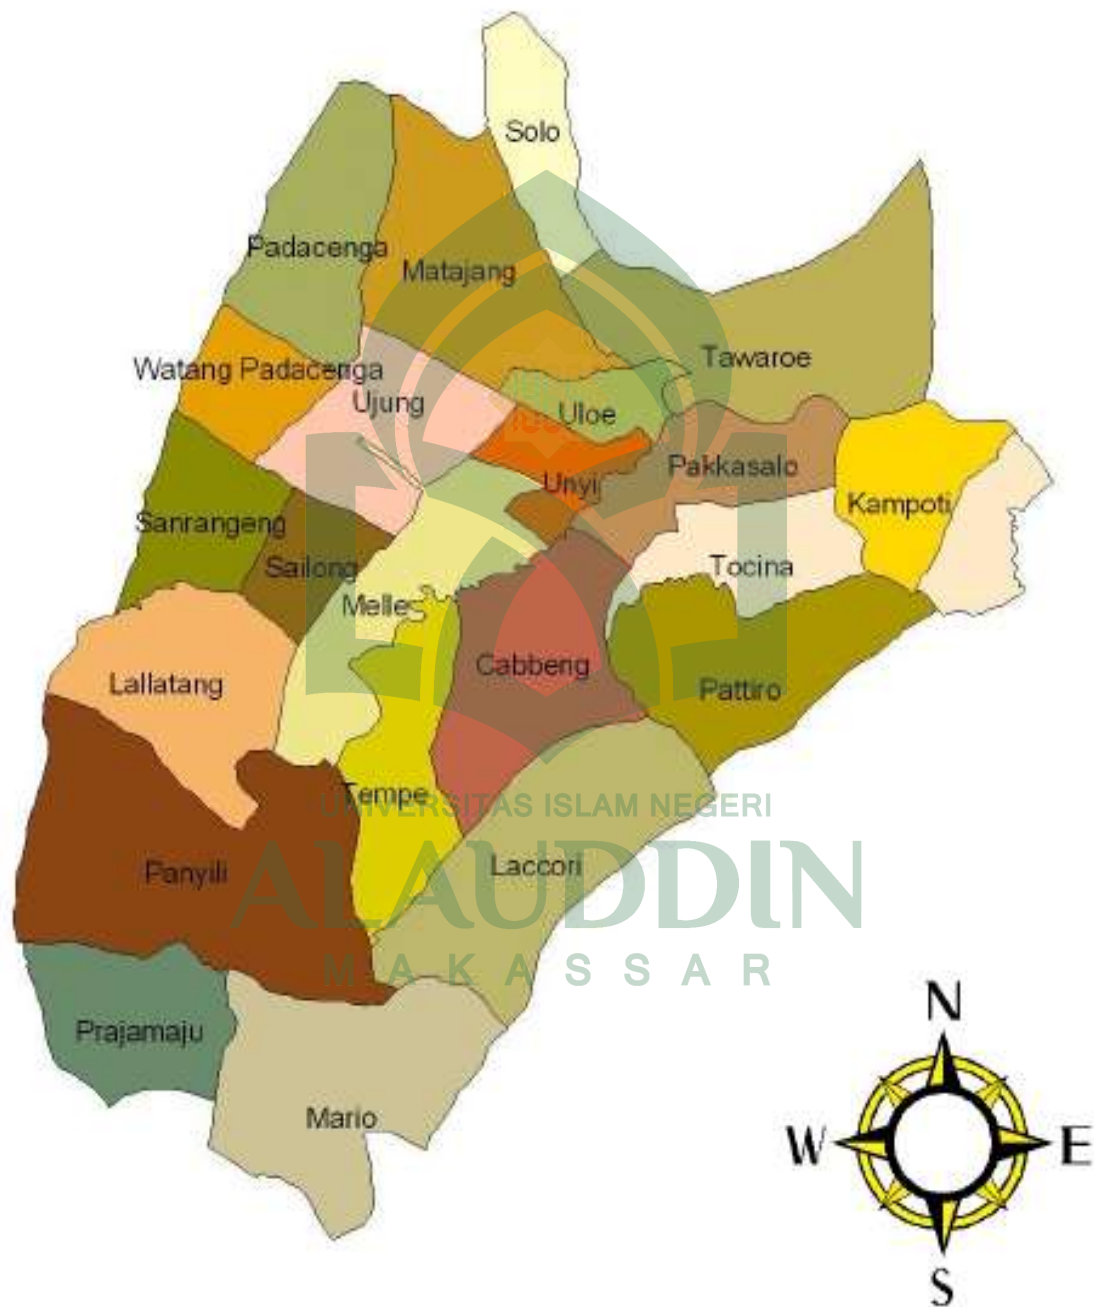 Solo
Padacenga
Matajang
Tawaroe
Watang Padacenga
Ujung
Uloe
Pakkasalo
Unyi
Kampoti
Sanrangeng
Sailong
Tocina
Melle
Cabbeng
Lallatang
Pattiro
Tempe
UNIVERSITAS ISLAM NEGERI
Laccori
Panyili
ALAUDDIN
MAKASSAR
N
Prajamaju
Mario
W
E
S